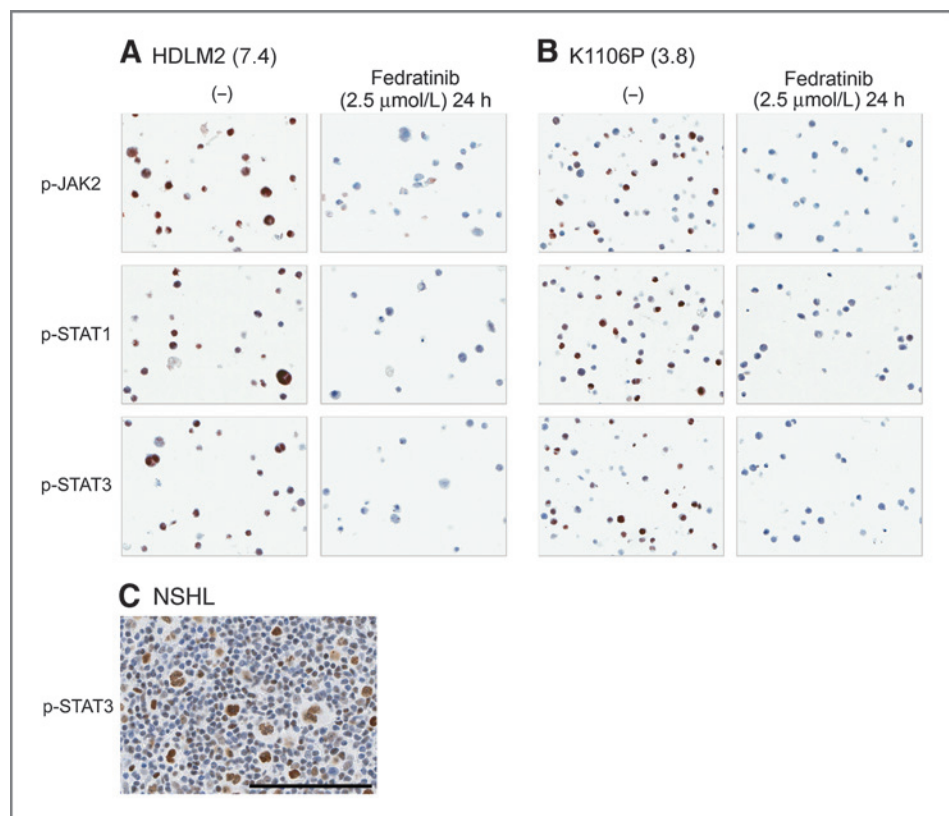 A HDLM2 (7.4)
(–)
Fedratinib
(2.5 μmol/L) 24 h
B K1106P (3.8)
(–)
Fedratinib
(2.5 μmol/L) 24 h
p-JAK2
p-STAT1
p-STAT3
C NSHL
p-STAT3